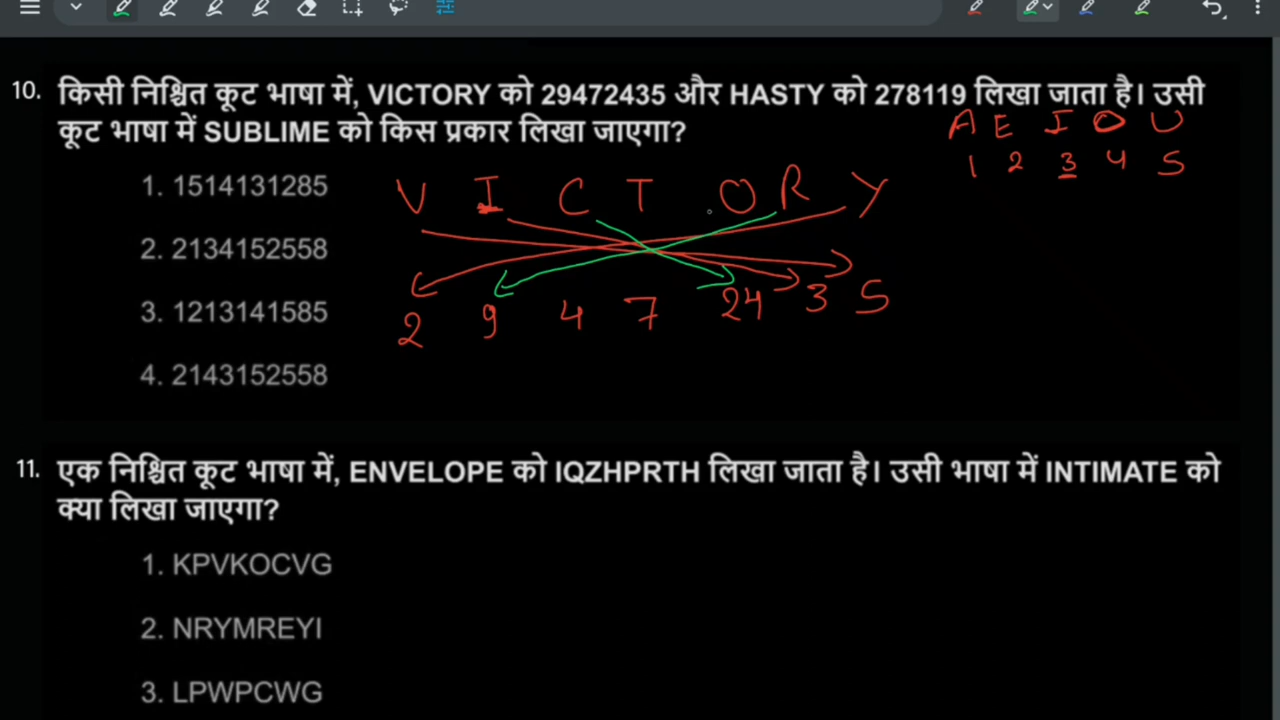 10. किसी निश्चित कूट भाषा में, VICTORY को 29472435 और HASTY को 278119 लिखा जाता है। उसी
कूट भाषा में SUBLIME को किस प्रकार लिखा जाएगा?
A E I O U
1 2 3 4 5
1. 1514131285
V I C T O R Y
2. 2134152558
2 9 4 7 24 3 5
3. 1213141585
4. 2143152558
11. एक निश्चित कूट भाषा में, ENVELOPE को IQZHPRTH लिखा जाता है। उसी भाषा में INTIMATE को
क्या लिखा जाएगा?
1. KPVKOCVG
2. NRYMREYI
3. LPWPCWG